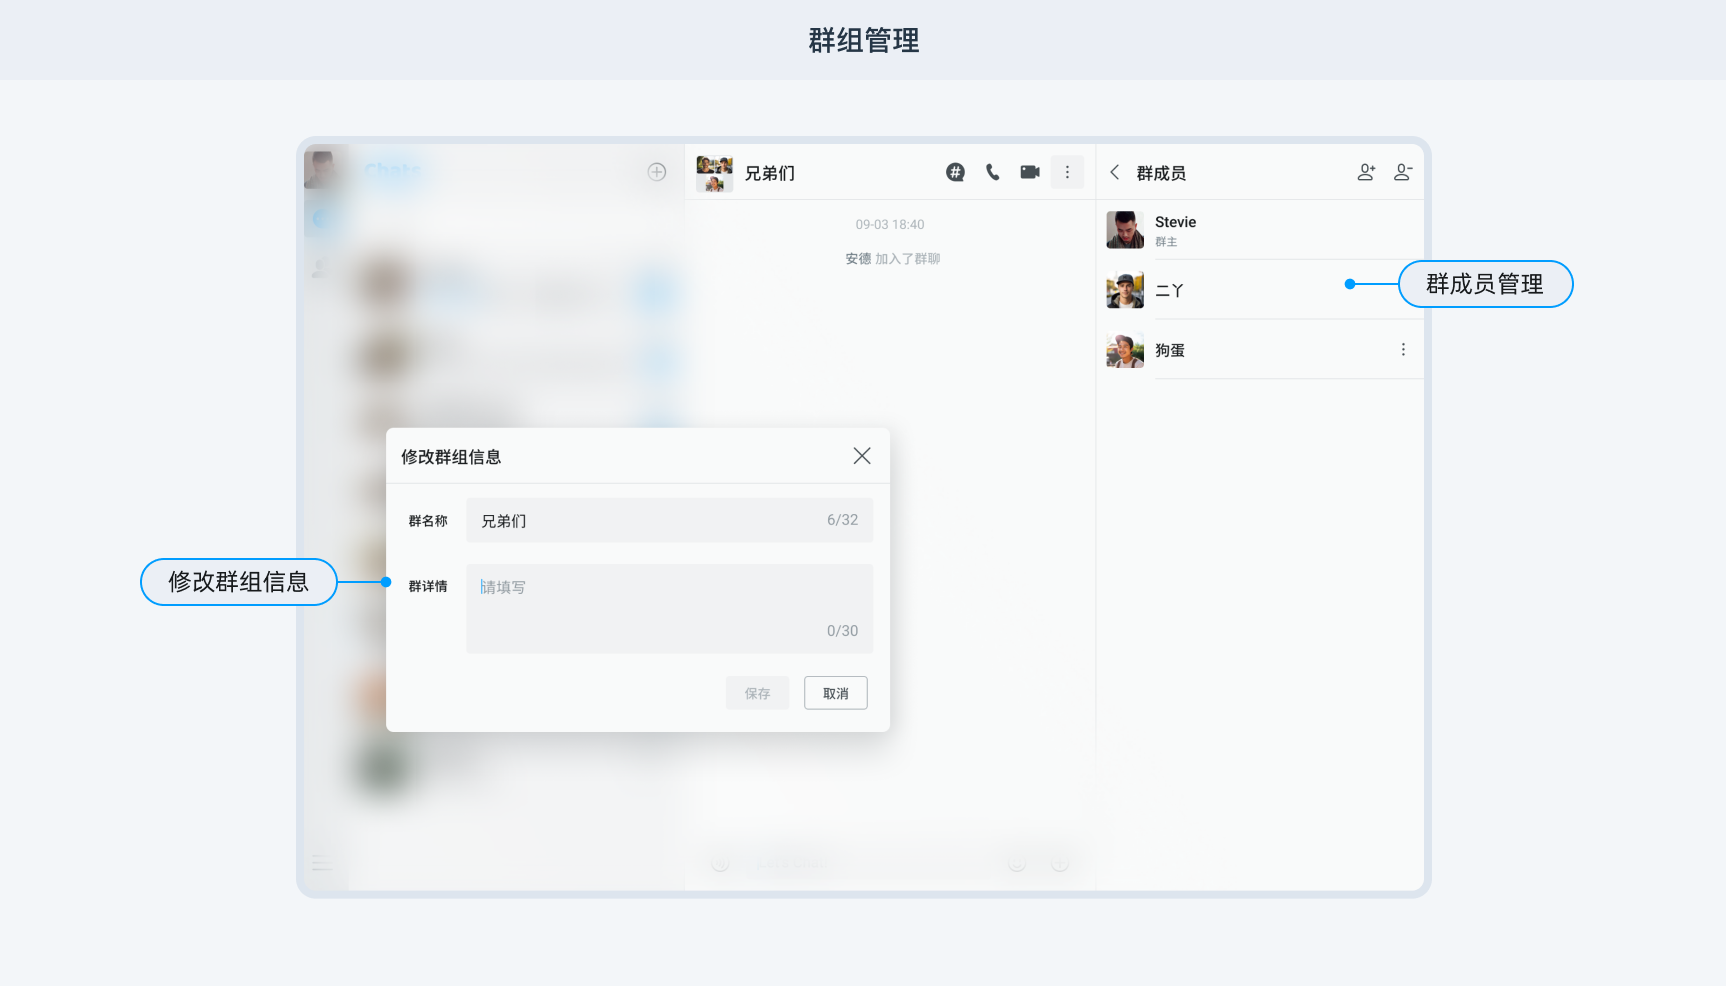 群组管理
Chats
兄弟们
群成员
09-03 18:40
安德 加入了群聊
Stevie
群主
二丫
群成员管理
狗蛋
修改群组信息
群名称
兄弟们
6/32
修改群组信息
群详情
请填写
0/30
保存
取消